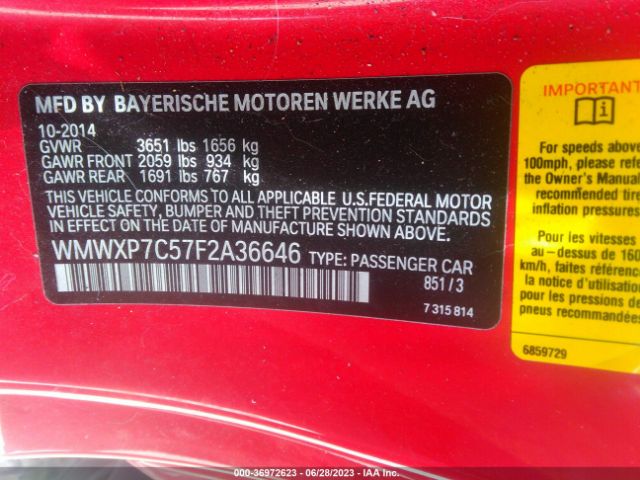 MFD BY BAYERISCHE MOTOREN WERKE AG
10-2014
GVWR 3651 lbs 1656 kg
GAWR FRONT 2059 lbs 934 kg
GAWR REAR 1691 lbs 767 kg
THIS VEHICLE CONFORMS TO ALL APPLICABLE U.S.FEDERAL MOTOR
VEHICLE SAFETY, BUMPER AND THEFT PREVENTION STANDARDS
IN EFFECT ON THE DATE OF MANUFACTURE SHOWN ABOVE.
WMWXP7C57F2A36646 TYPE: PASSENGER CAR
851/3
7 315 814
IMPORTANT
For speeds above
100mph, please refe
the Owner's Manual
recommended tire
inflation pressures
Pour les vitesses
au-dessus de 160
km/h, faites référence
la notice d'utilisation
pour les pressions de
pneus recommandées
6859729
000-36972623 - 06/28/2023 - IAA Inc.